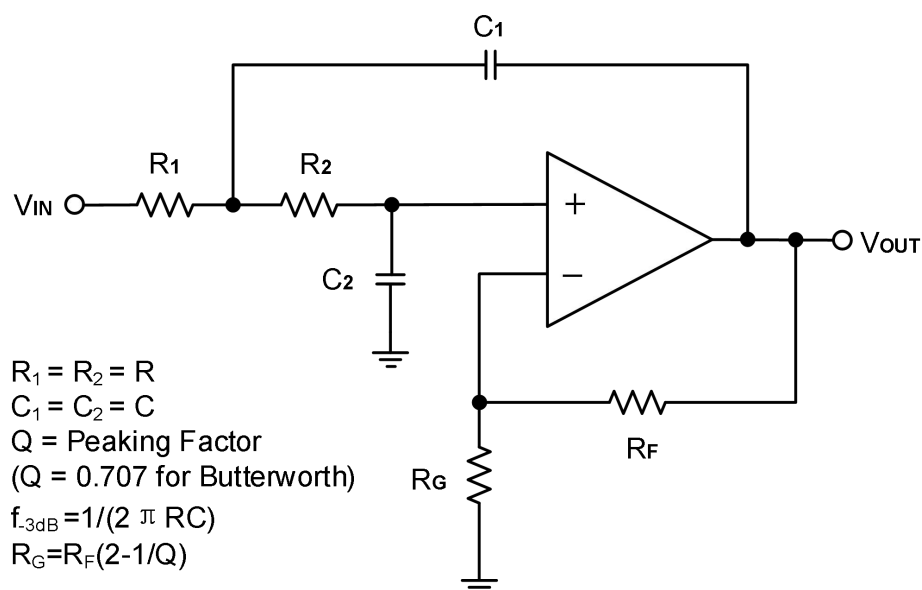 C1
R1
R2
VIN
+
−
VOUT
C2
R₁ = R₂ = R
C₁ = C₂ = C
Q = Peaking Factor
(Q = 0.707 for Butterworth)
f-3dB =1/(2 π RC)
RG=RF(2-1/Q)
RF
RG